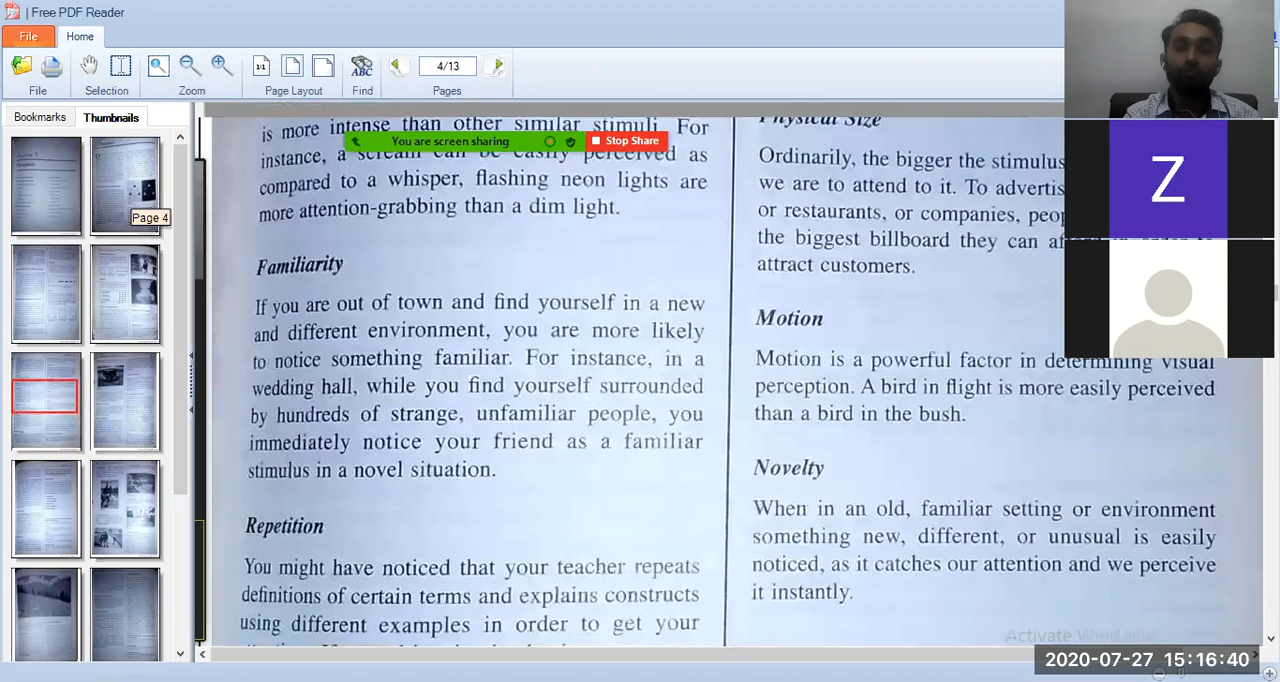 | Free PDF Reader
File
Home
File
Selection
Zoom
1:1
Page Layout
ABC
Find
4/13
Pages
Bookmarks
Thumbnails
Page 4
You are screen sharing
Stop Share
is more intense than other similar stimuli. For
instance, a scream can be easily perceived as
compared to a whisper, flashing neon lights are
more attention-grabbing than a dim light.
Familiarity
If you are out of town and find yourself in a new
and different environment, you are more likely
to notice something familiar. For instance, in a
wedding hall, while you find yourself surrounded
by hundreds of strange, unfamiliar people, you
immediately notice your friend as a familiar
stimulus in a novel situation.
Repetition
You might have noticed that your teacher repeats
definitions of certain terms and explains constructs
using different examples in order to get your
Physical Size
Ordinarily, the bigger the stimulus
we are to attend to it. To advertis
or restaurants, or companies, peop
the biggest billboard they can
attract customers.
Motion
Motion is a powerful factor in determining visual
perception. A bird in flight is more easily perceived
than a bird in the bush.
Novelty
When in an old, familiar setting or environment
something new, different, or unusual is easily
noticed, as it catches our attention and we perceive
it instantly.
Z
Activate Windows
2020-07-27 15:16:40